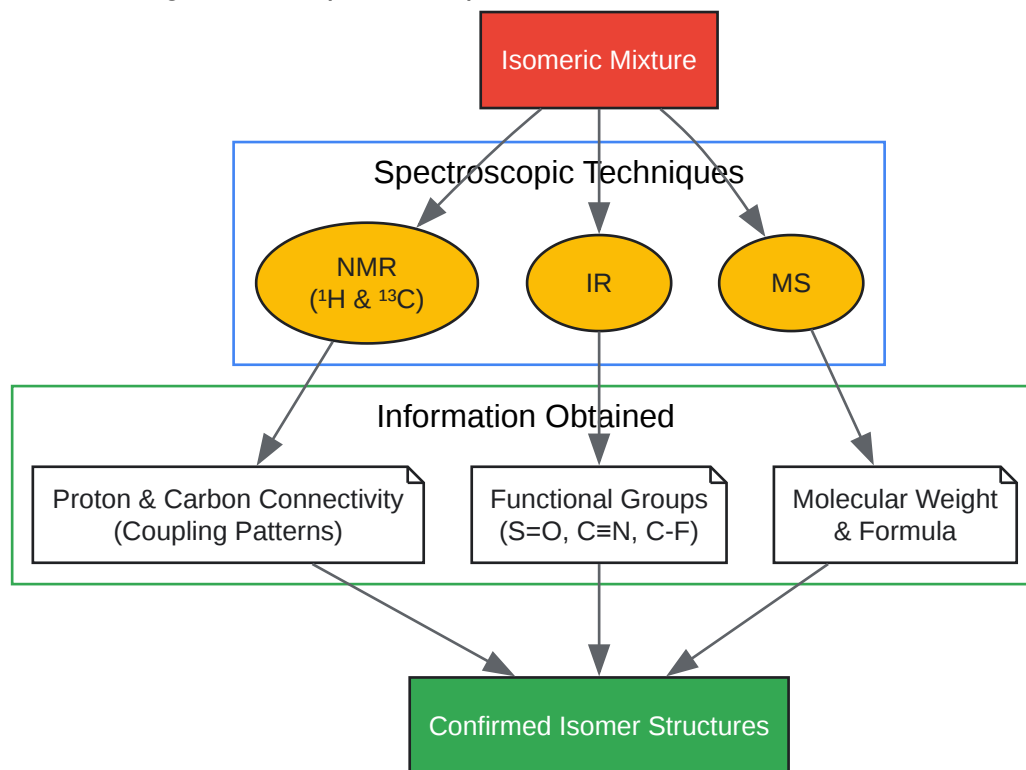 Isomeric Mixture
Spectroscopic Techniques
NMR
(¹H & ¹³C)
IR
MS
Information Obtained
Proton & Carbon Connectivity
(Coupling Patterns)
Functional Groups
(S=O, C≡N, C-F)
Molecular Weight
& Formula
Confirmed Isomer Structures